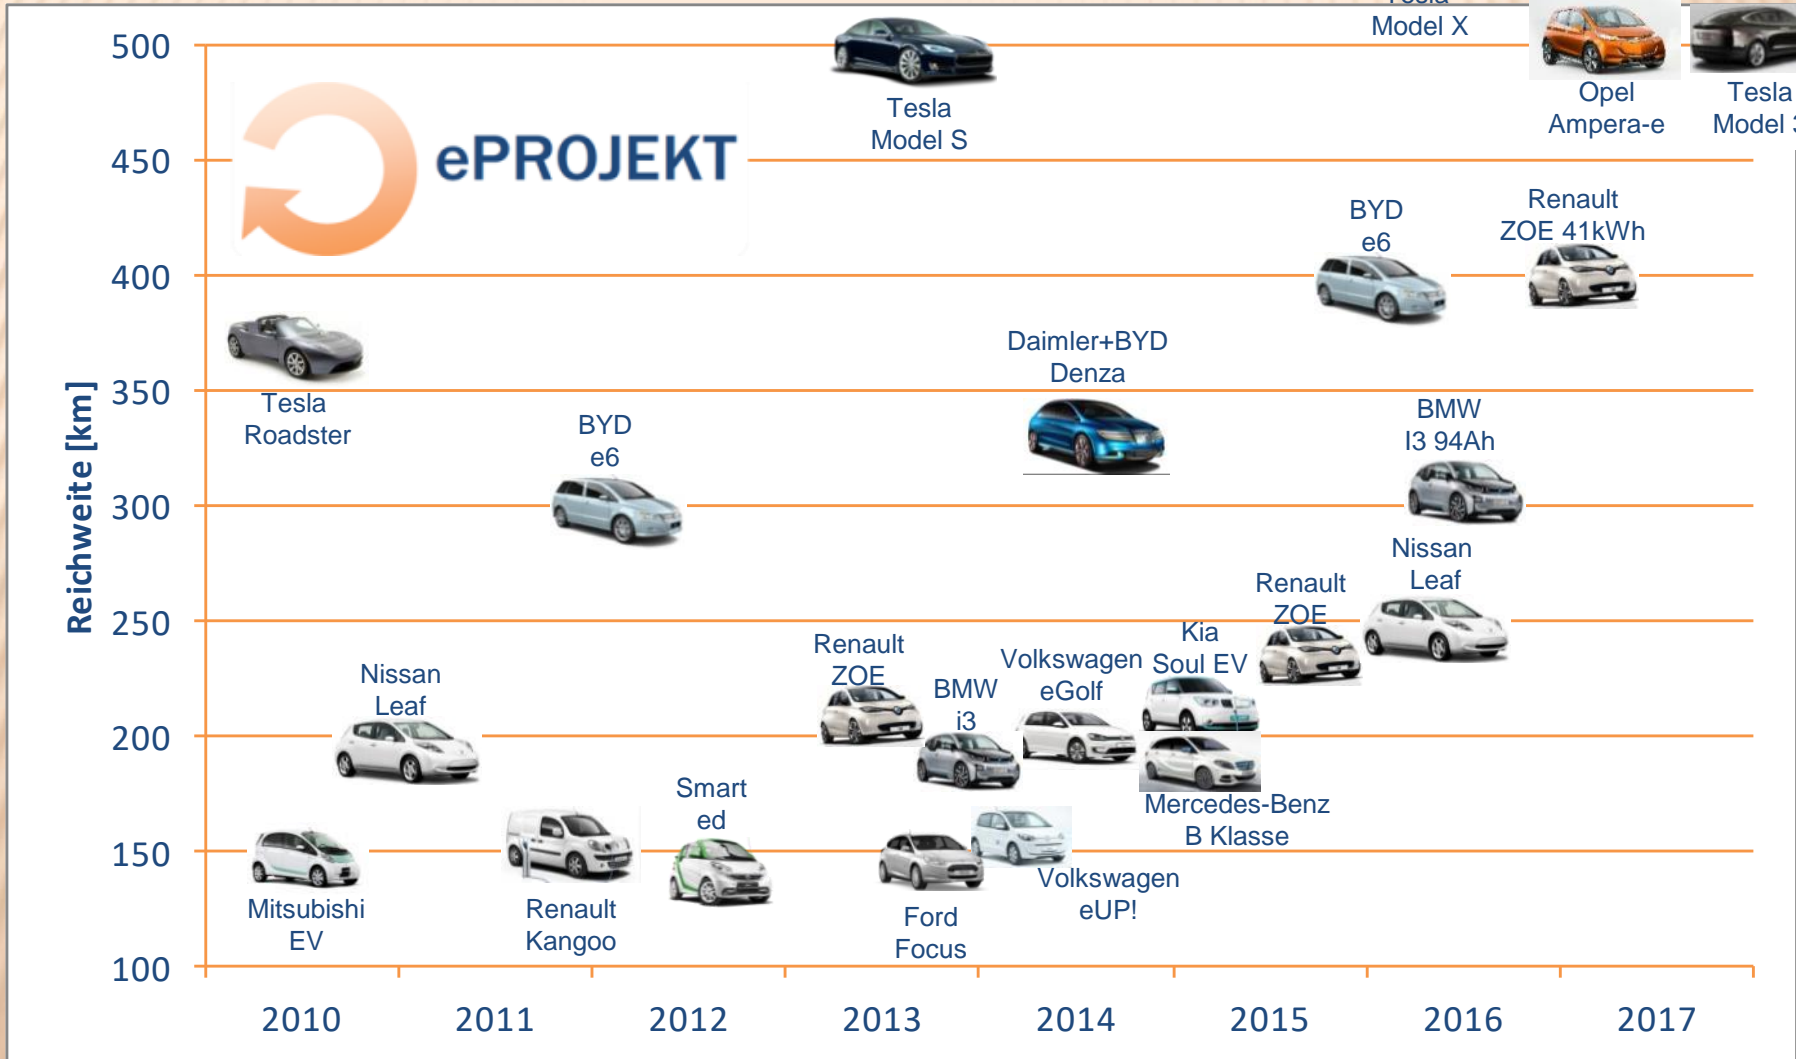 Tesla
Model X
500
Opel
Ampera-e
Tesla
Model 3
Tesla
Model S
ePROJEKT
450
BYD
e6
Renault
ZOE 41kWh
400
Daimler+BYD
Denza
350
Tesla
Roadster
BYD
e6
BMW
I3 94Ah
Reichweite [km]
300
Nissan
Leaf
Renault
ZOE
250
Kia
Soul EV
Renault
ZOE
Volkswagen
eGolf
Nissan
Leaf
BMW
i3
200
Smart
ed
Mercedes-Benz
B Klasse
150
Volkswagen
eUP!
Mitsubishi
EV
Renault
Kangoo
Ford
Focus
100
2010
2011
2012
2013
2014
2015
2016
2017